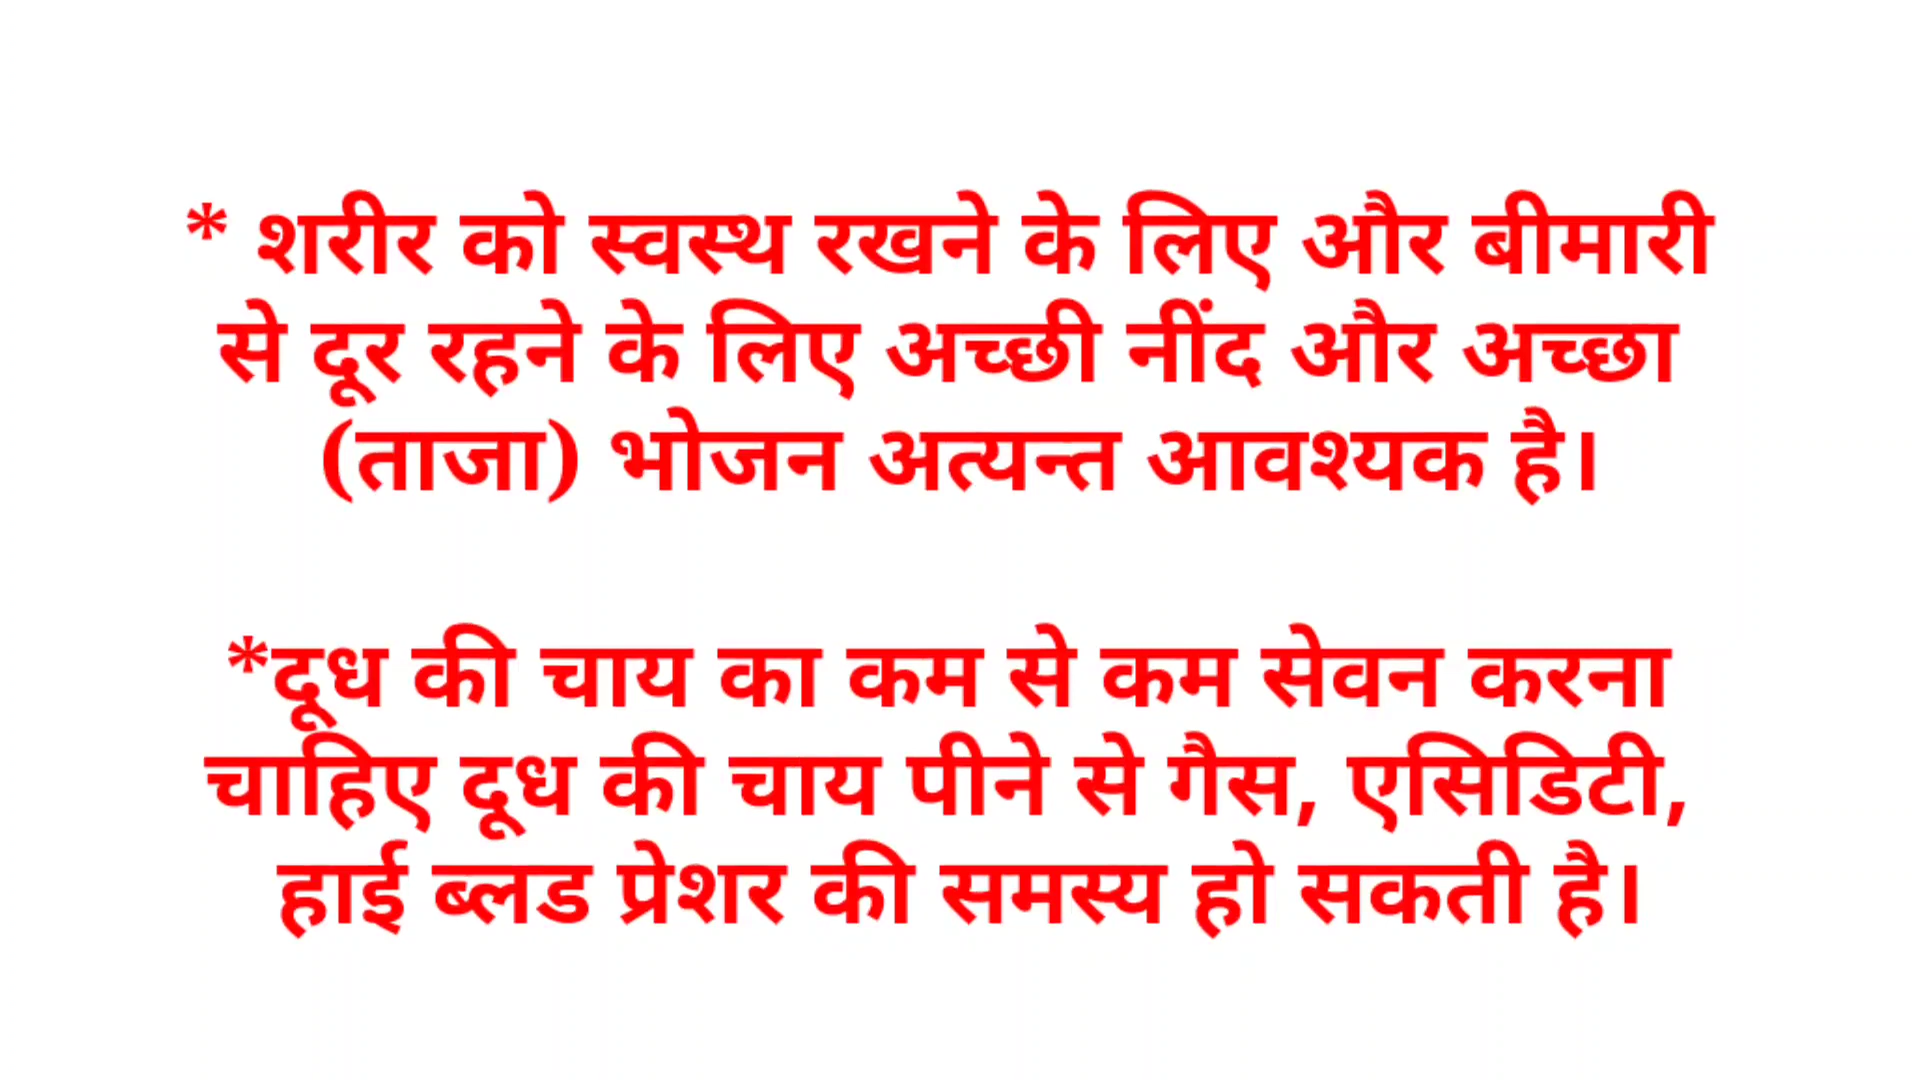 * शरीर को स्वस्थ रखने के लिए और बीमारी
से दूर रहने के लिए अच्छी नींद और अच्छा
(ताजा) भोजन अत्यन्त आवश्यक है।
*दूध की चाय का कम से कम सेवन करना
चाहिए दूध की चाय पीने से गैस, एसिडिटी,
हाई ब्लड प्रेशर की समस्य हो सकती है।